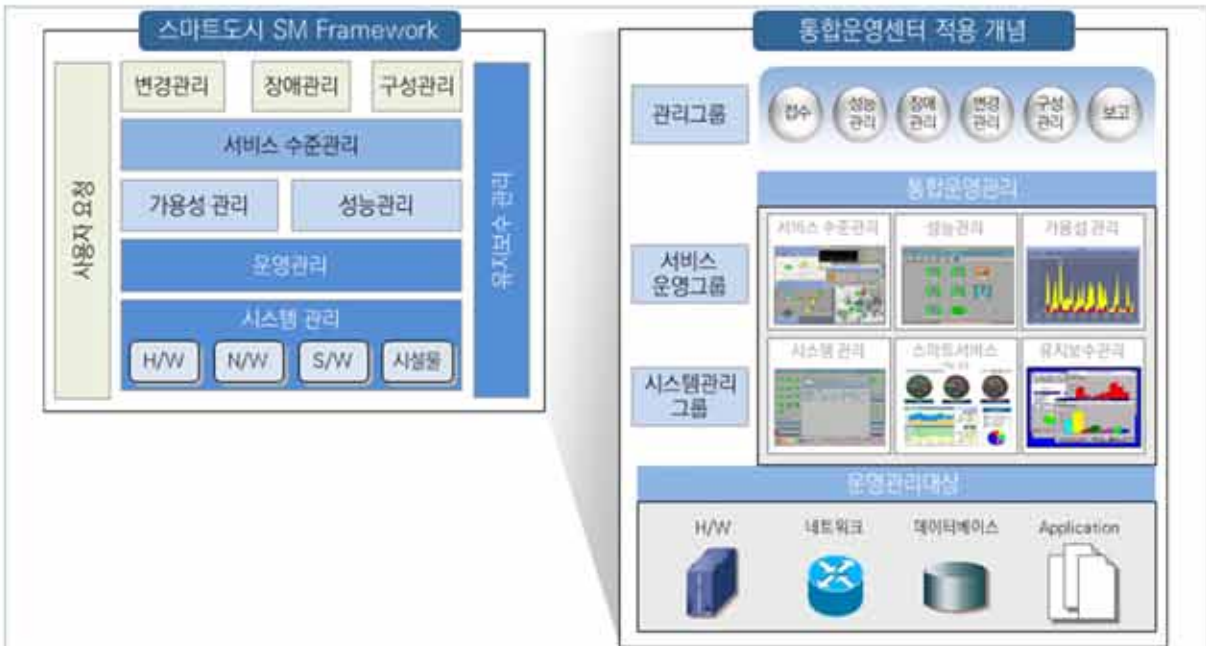 스마트도시 SM Framework
사용자 요청
변경관리
장애관리
구성관리
서비스 수준관리
가용성 관리
성능관리
운영관리
시스템 관리
H/W
N/W
S/W
시설물
유지보수 관리
통합운영센터 적용 개념
관리그룹
접수
성능
관리
장애
관리
변경
관리
구성
관리
보고
통합운영관리
서비스
운영그룹
서비스 수준관리
성능관리
가용성 관리
시스템관리
그룹
시스템 관리
스마트서비스
유지보수관리
운영관리대상
H/W
네트워크
데이터베이스
Application